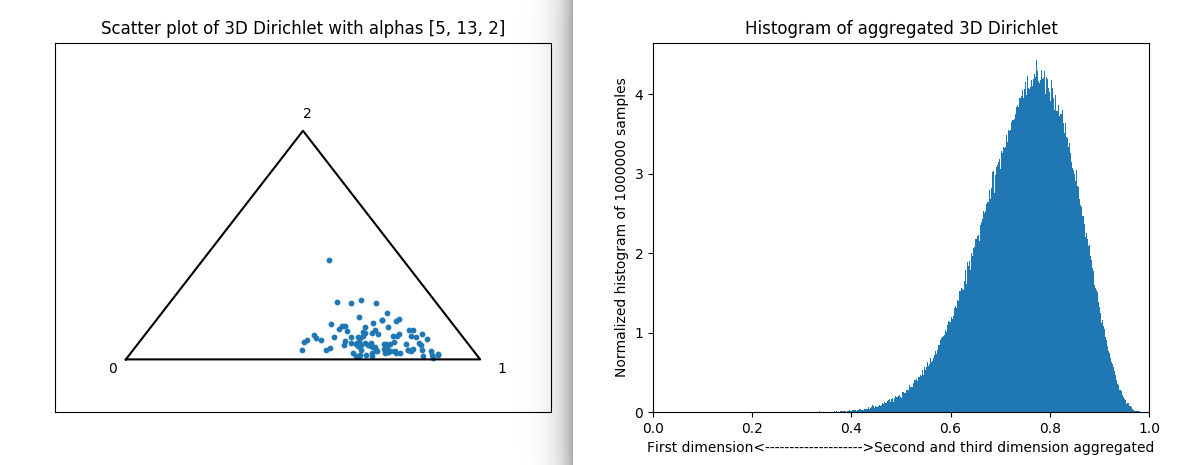 Scatter plot of 3D Dirichlet with alphas [5, 13, 2]
2
0
1
Histogram of aggregated 3D Dirichlet
Normalized histogram of 1000000 samples
4
3
2
1
0
0.0 0.2 0.4 0.6 0.8 1.0
First dimension<-------------------->Second and third dimension aggregated